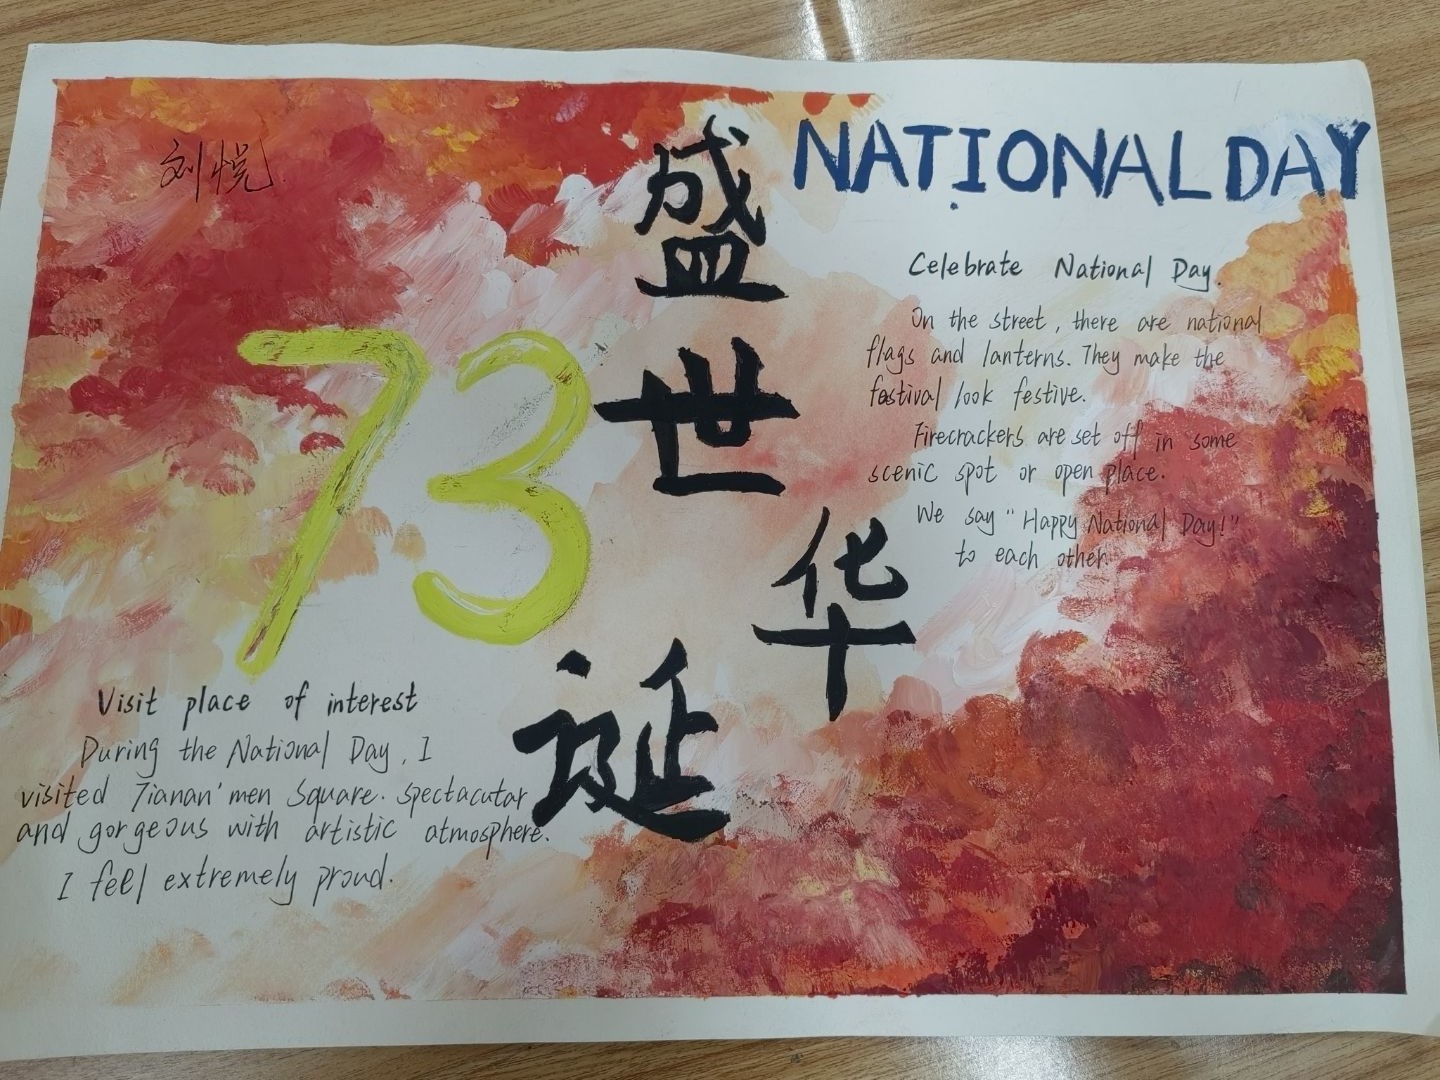 刘悦
盛世华诞
NATIONAL DAY
73
Celebrate National Day.
On the street, there are national
flags and lanterns. They make the
fastival look festive.
Firecrackers are set off in some
scenic spot or open place.
We say "Happy National Day!"
to each other.
Visit place of interest
During the National Day, I
visited Tianan'men Square. spectacutar
and gorgeous with artistic atmosphere.
I feel extremely proud.